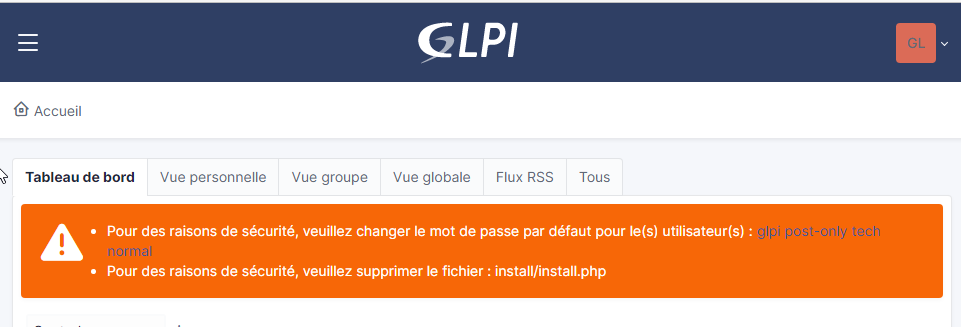 GLPI
GL
Accueil
Tableau de bord
Vue personnelle
Vue groupe
Vue globale
Flux RSS
Tous
Pour des raisons de sécurité, veuillez changer le mot de passe par défaut pour le(s) utilisateur(s) : glpi post-only tech
normal
Pour des raisons de sécurité, veuillez supprimer le fichier : install/install.php